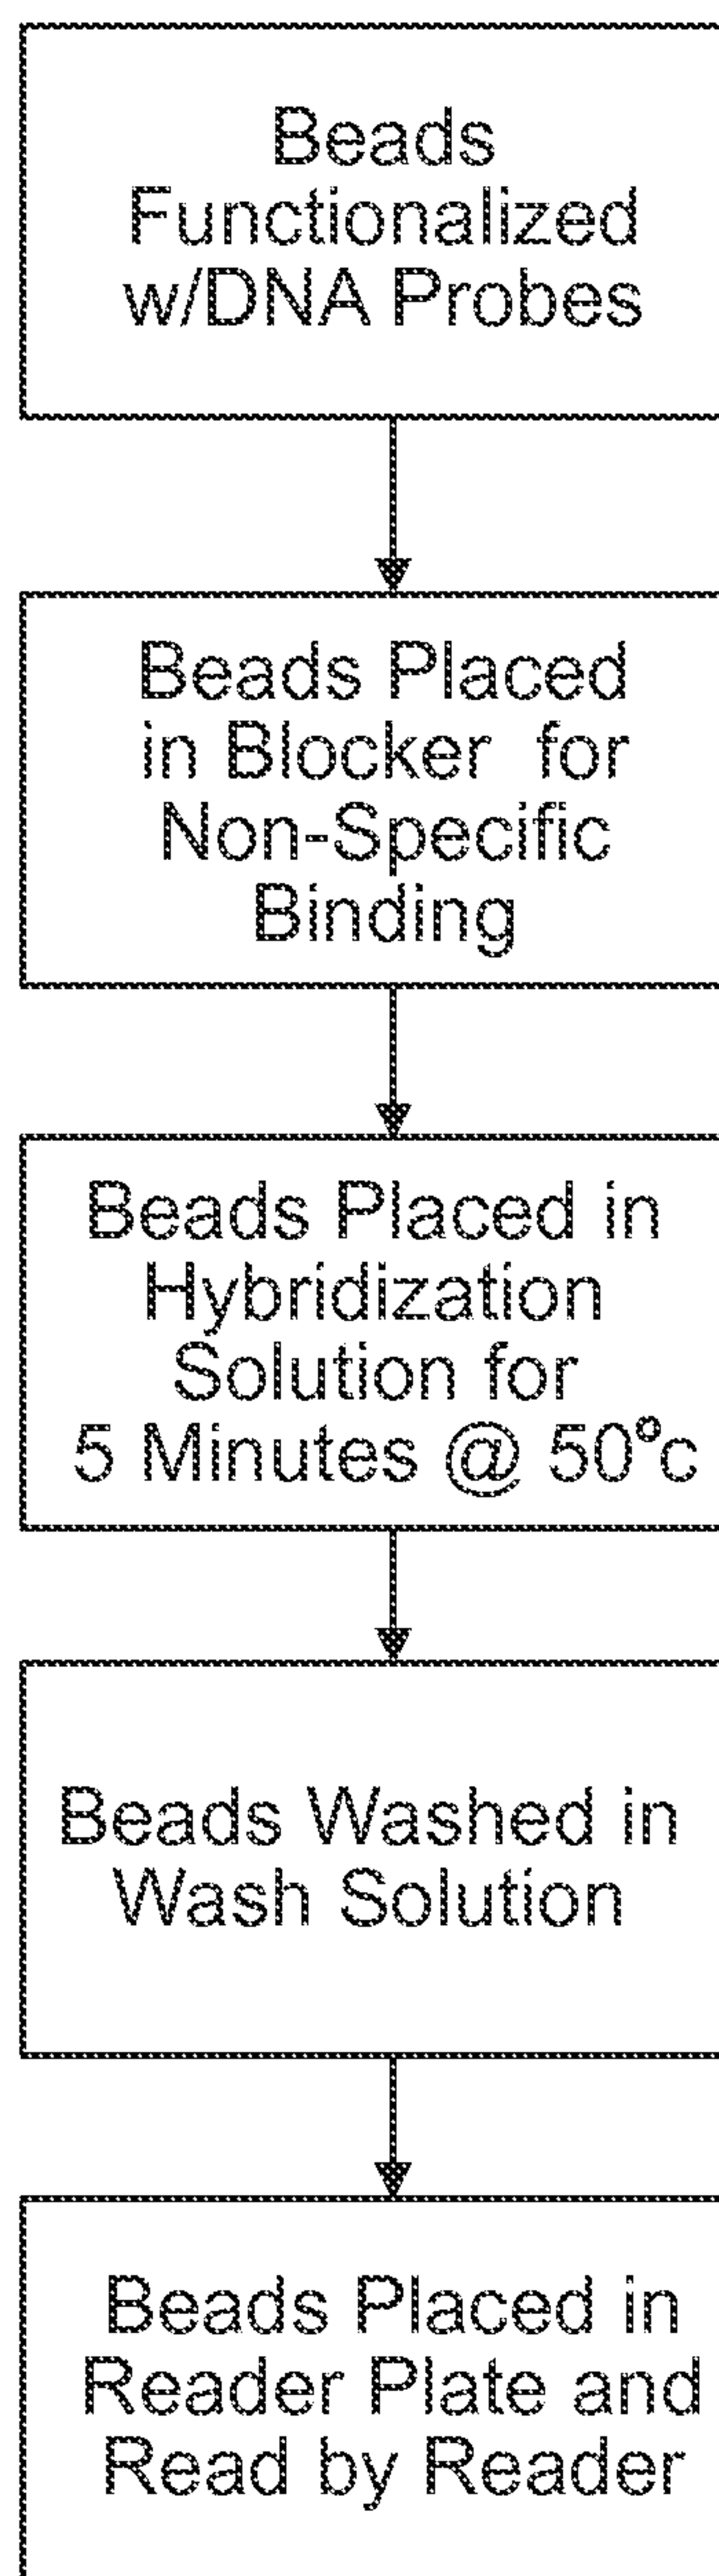 Beads
Functionalized
w/DNA Probes
Beads Placed
in Blocker for
Non-Specific
Binding
Beads Placed in
Hybridization
Solution for
5 Minutes @ 50°c
Beads Washed in
Wash Solution
Beads Placed in
Reader Plate and
Read by Reader